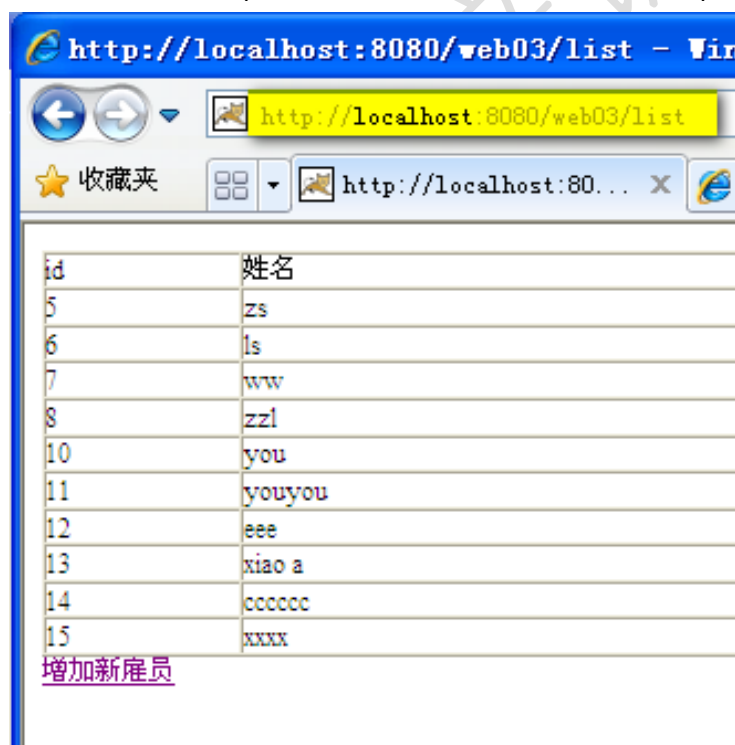 http://localhost:8080/web03/list - Win
http://localhost:8080/web03/list
收藏夹
http://localhost:80...
id 姓名
5 zs
6 ls
7 ww
8 zzl
10 you
11 youyou
12 eee
13 xiao a
14 cccccc
15 xxxx
增加新雇员